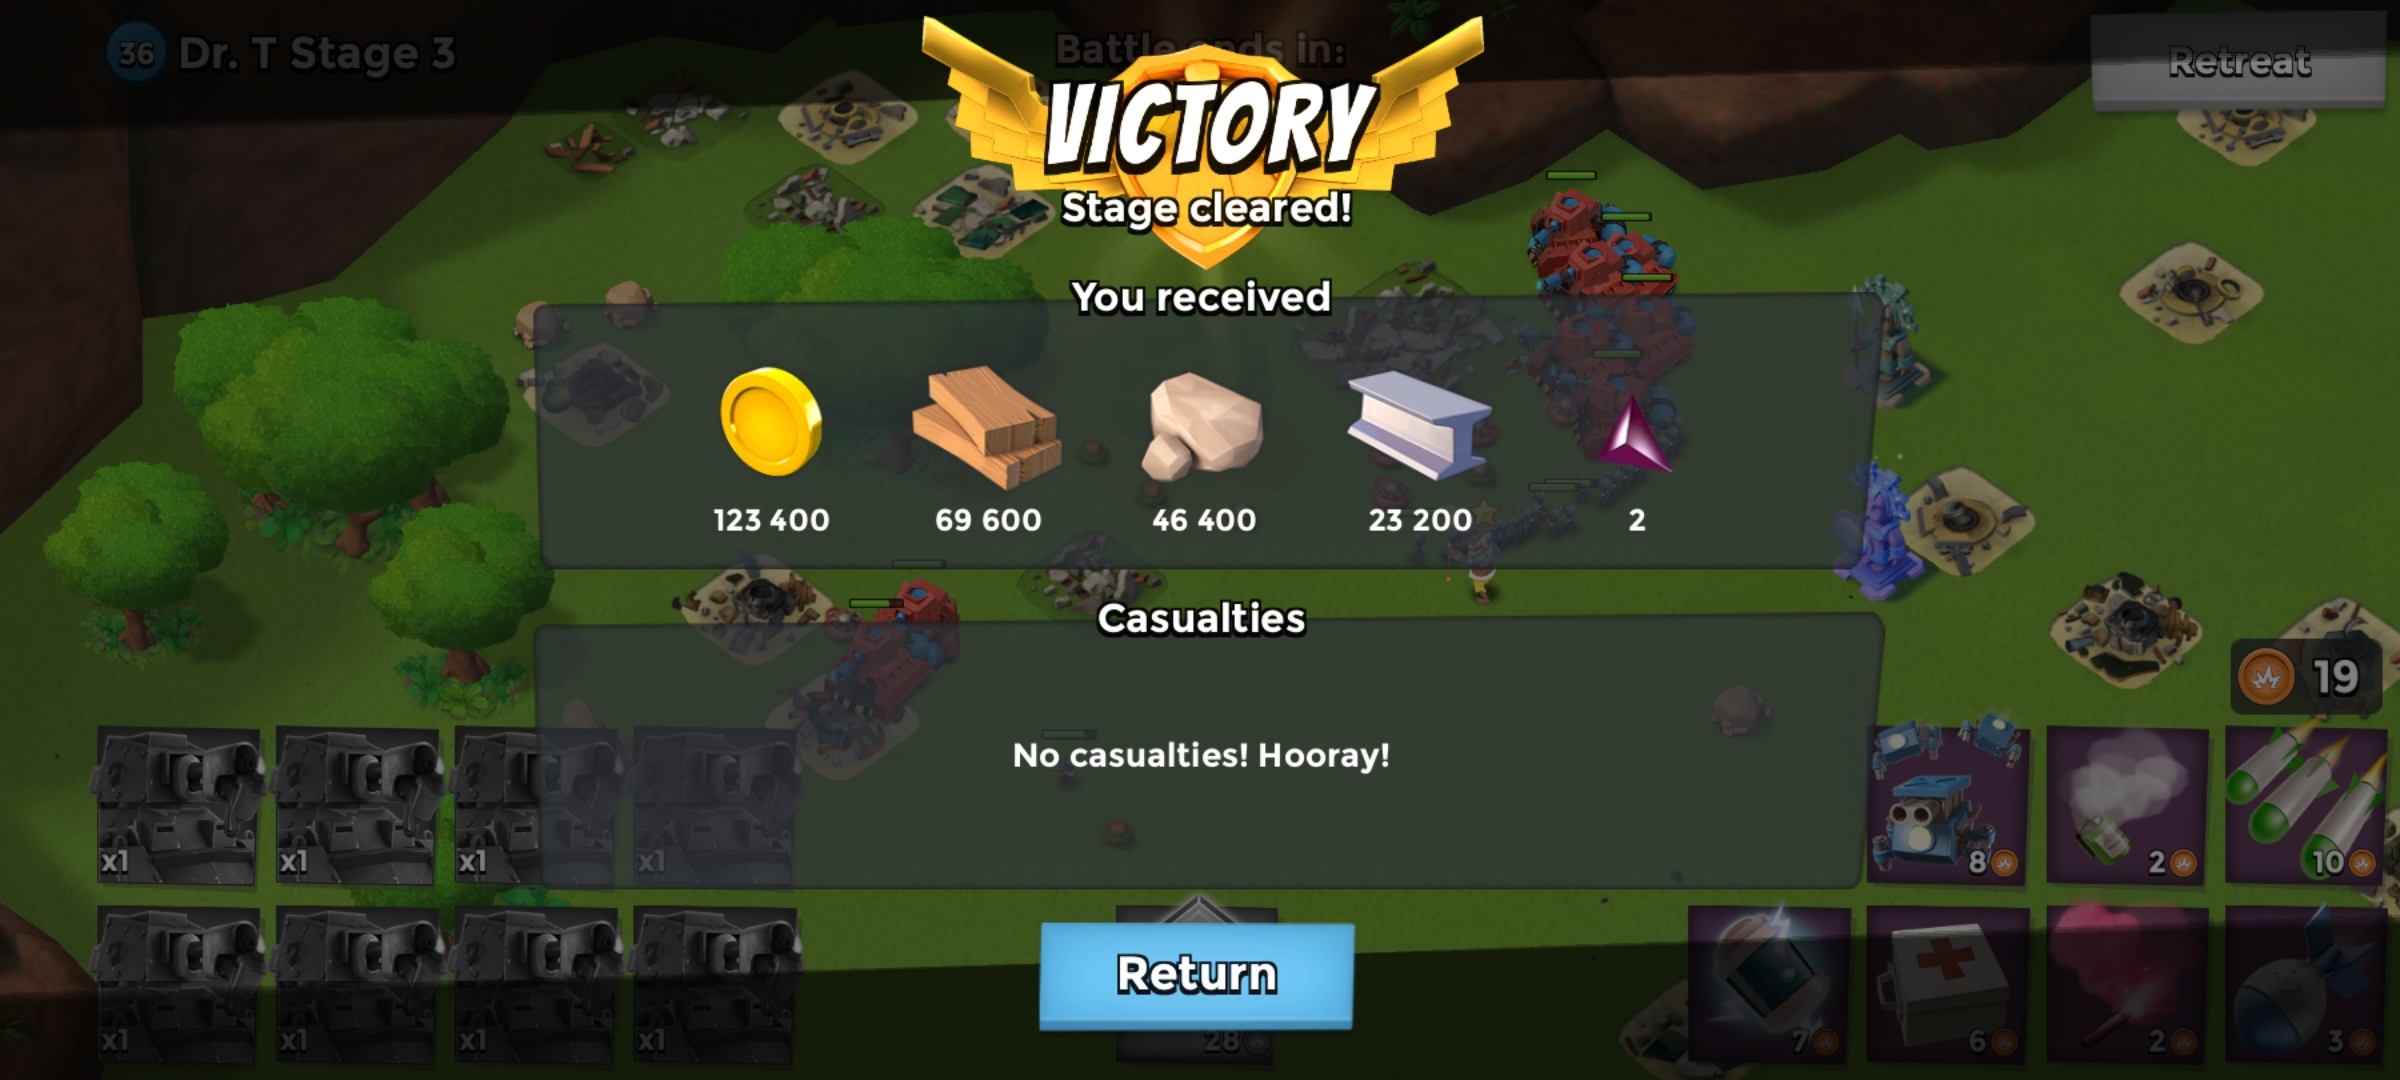 36 Dr. T Stage 3
Battle ends in:
Retreat
VICTORY
Stage cleared!
You received
123 400 69 600 46 400 23 200 2
Casualties
19
No casualties! Hooray!
x1 x1 x1 x1 8 2 10
Return
x1 x1 x1 x1 28 7 6 2 3